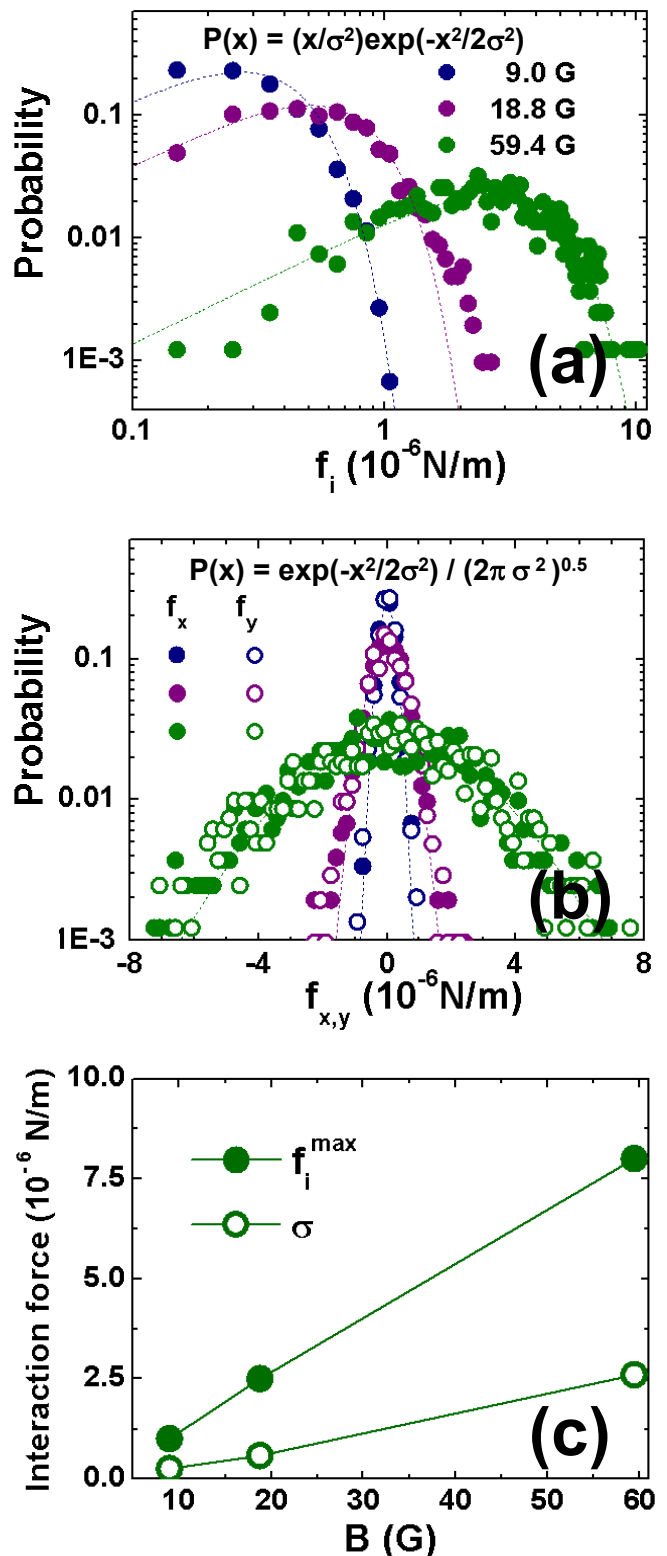 P(x) = (x/σ²)exp(-x²/2σ²)
9.0 G
18.8 G
59.4 G
Probability
0.1
0.01
1E-3
0.1 1 10
f_i (10⁻⁶N/m)
(a)
P(x) = exp(-x²/2σ²) / (2π σ²)^0.5
f_x f_y
Probability
0.1
0.01
1E-3
-8 -4 0 4 8
f_x,y (10⁻⁶N/m)
(b)
Interaction force (10⁻⁶ N/m)
10.0
7.5
5.0
2.5
0.0
f_i^max
σ
10 20 30 40 50 60
B (G)
(c)